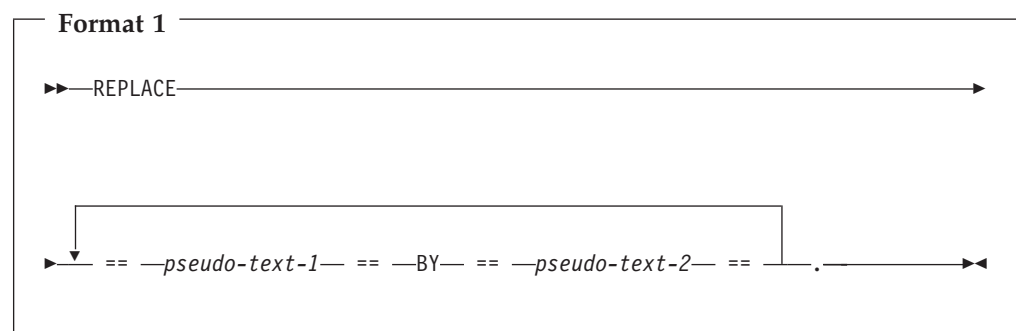 Format 1
REPLACE
== pseudo-text-1 == BY == pseudo-text-2 == .